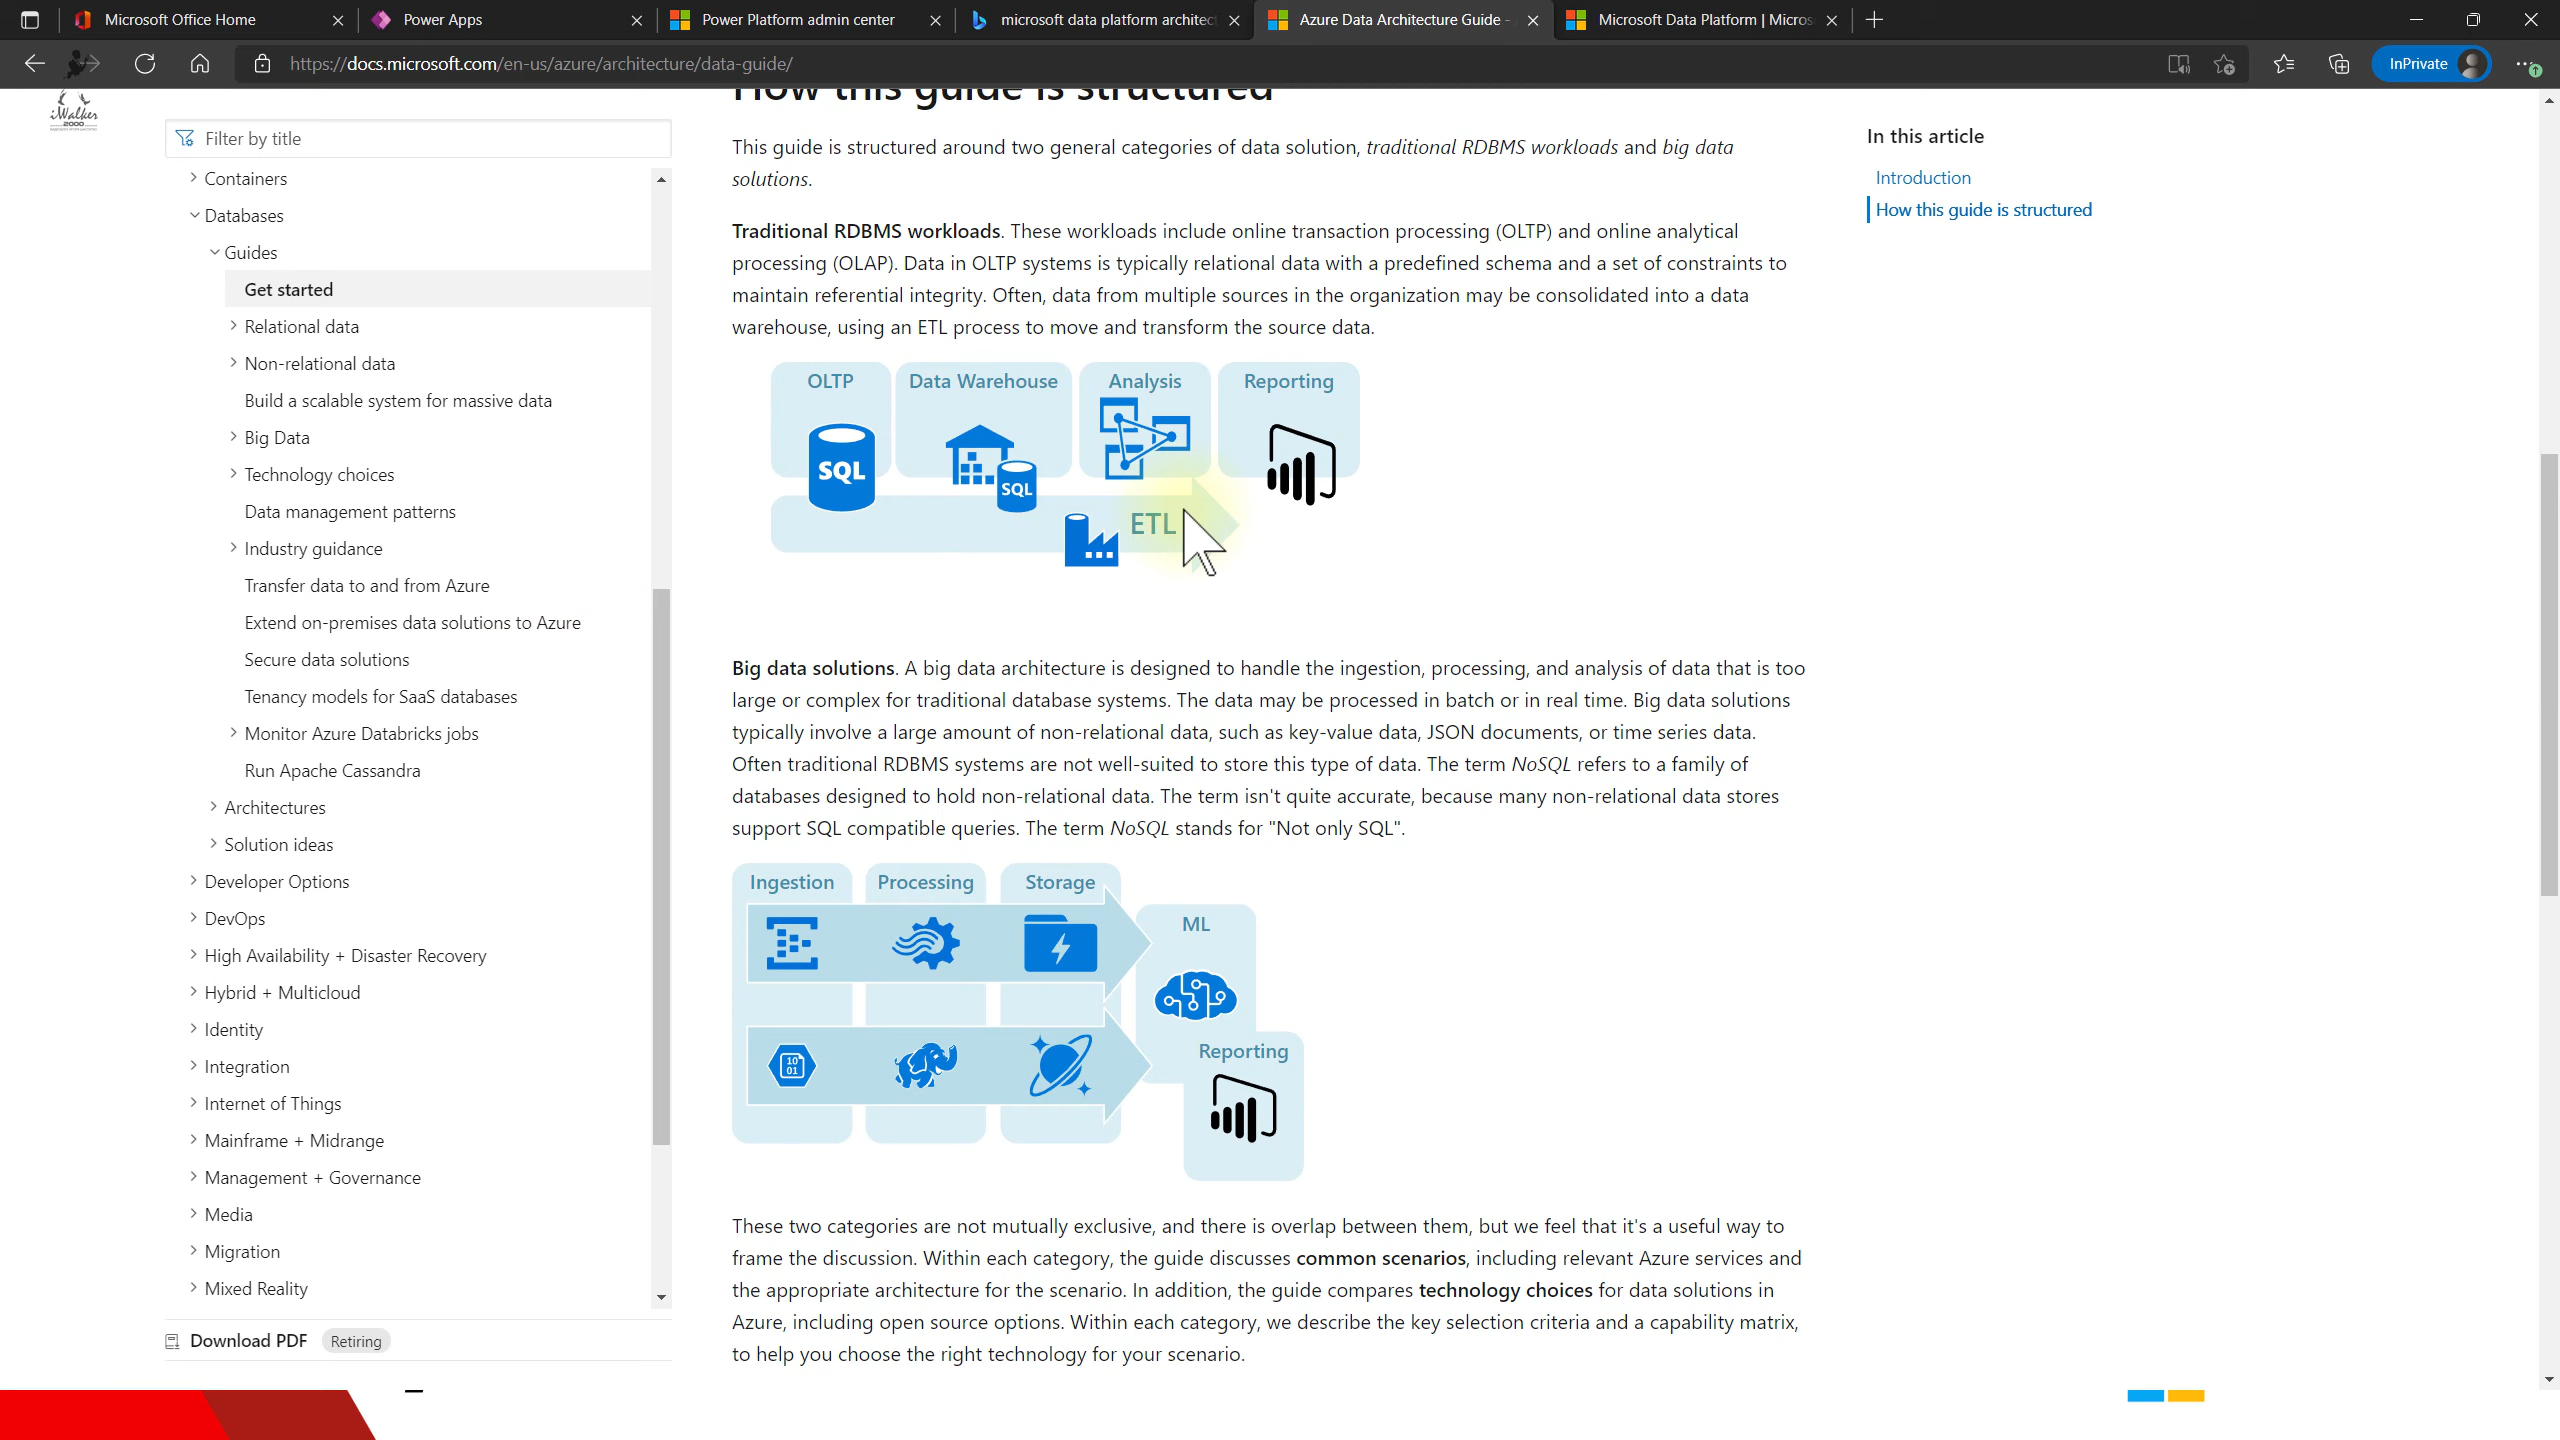 Microsoft Office Home
Power Apps
Power Platform admin center
microsoft data platform architec
Azure Data Architecture Guide -
Microsoft Data Platform | Micros
https://docs.microsoft.com/en-us/azure/architecture/data-guide/
InPrivate
iWalker
2000
Filter by title
Containers
Databases
Guides
Get started
Relational data
Non-relational data
Build a scalable system for massive data
Big Data
Technology choices
Data management patterns
Industry guidance
Transfer data to and from Azure
Extend on-premises data solutions to Azure
Secure data solutions
Tenancy models for SaaS databases
Monitor Azure Databricks jobs
Run Apache Cassandra
Architectures
Solution ideas
Developer Options
DevOps
High Availability + Disaster Recovery
Hybrid + Multicloud
Identity
Integration
Internet of Things
Mainframe + Midrange
Management + Governance
Media
Migration
Mixed Reality
Download PDF Retiring
How this guide is structured
This guide is structured around two general categories of data solution, traditional RDBMS workloads and big data
solutions.
Traditional RDBMS workloads. These workloads include online transaction processing (OLTP) and online analytical
processing (OLAP). Data in OLTP systems is typically relational data with a predefined schema and a set of constraints to
maintain referential integrity. Often, data from multiple sources in the organization may be consolidated into a data
warehouse, using an ETL process to move and transform the source data.
OLTP Data Warehouse Analysis Reporting
SQL
SQL
ETL
Big data solutions. A big data architecture is designed to handle the ingestion, processing, and analysis of data that is too
large or complex for traditional database systems. The data may be processed in batch or in real time. Big data solutions
typically involve a large amount of non-relational data, such as key-value data, JSON documents, or time series data.
Often traditional RDBMS systems are not well-suited to store this type of data. The term NoSQL refers to a family of
databases designed to hold non-relational data. The term isn't quite accurate, because many non-relational data stores
support SQL compatible queries. The term NoSQL stands for "Not only SQL".
Ingestion Processing Storage
ML
Reporting
10
01
These two categories are not mutually exclusive, and there is overlap between them, but we feel that it's a useful way to
frame the discussion. Within each category, the guide discusses common scenarios, including relevant Azure services and
the appropriate architecture for the scenario. In addition, the guide compares technology choices for data solutions in
Azure, including open source options. Within each category, we describe the key selection criteria and a capability matrix,
to help you choose the right technology for your scenario.
In this article
Introduction
How this guide is structured